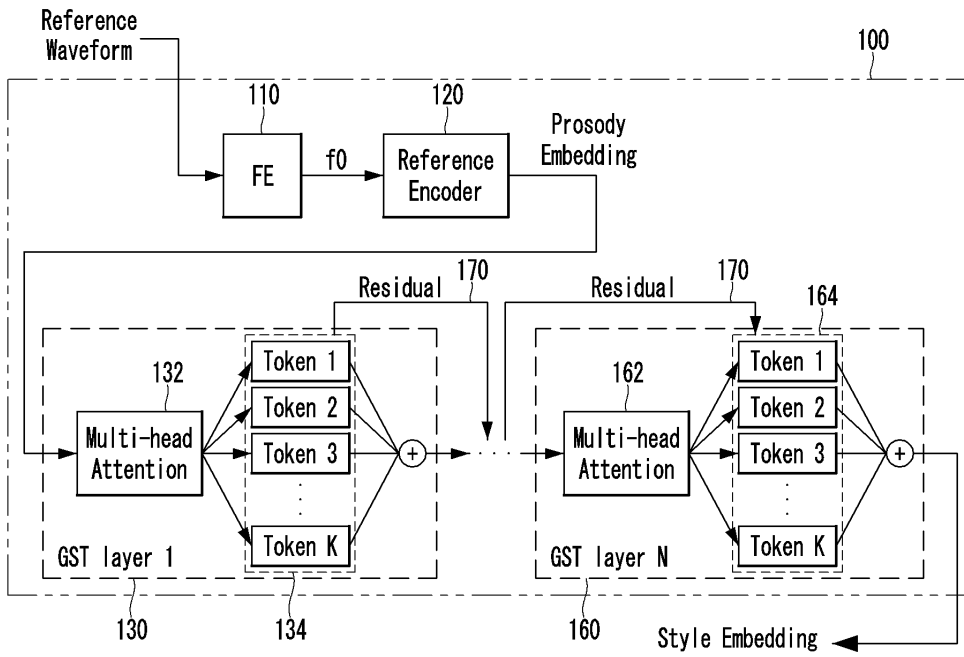 Reference
Waveform
100
110
120
FE
f0
Reference
Encoder
Prosody
Embedding
Residual
170
Residual
170
164
132
Multi-head
Attention
Token 1
Token 2
Token 3
Token K
+
GST layer 1
162
Multi-head
Attention
Token 1
Token 2
Token 3
Token K
+
GST layer N
130
134
160
Style Embedding